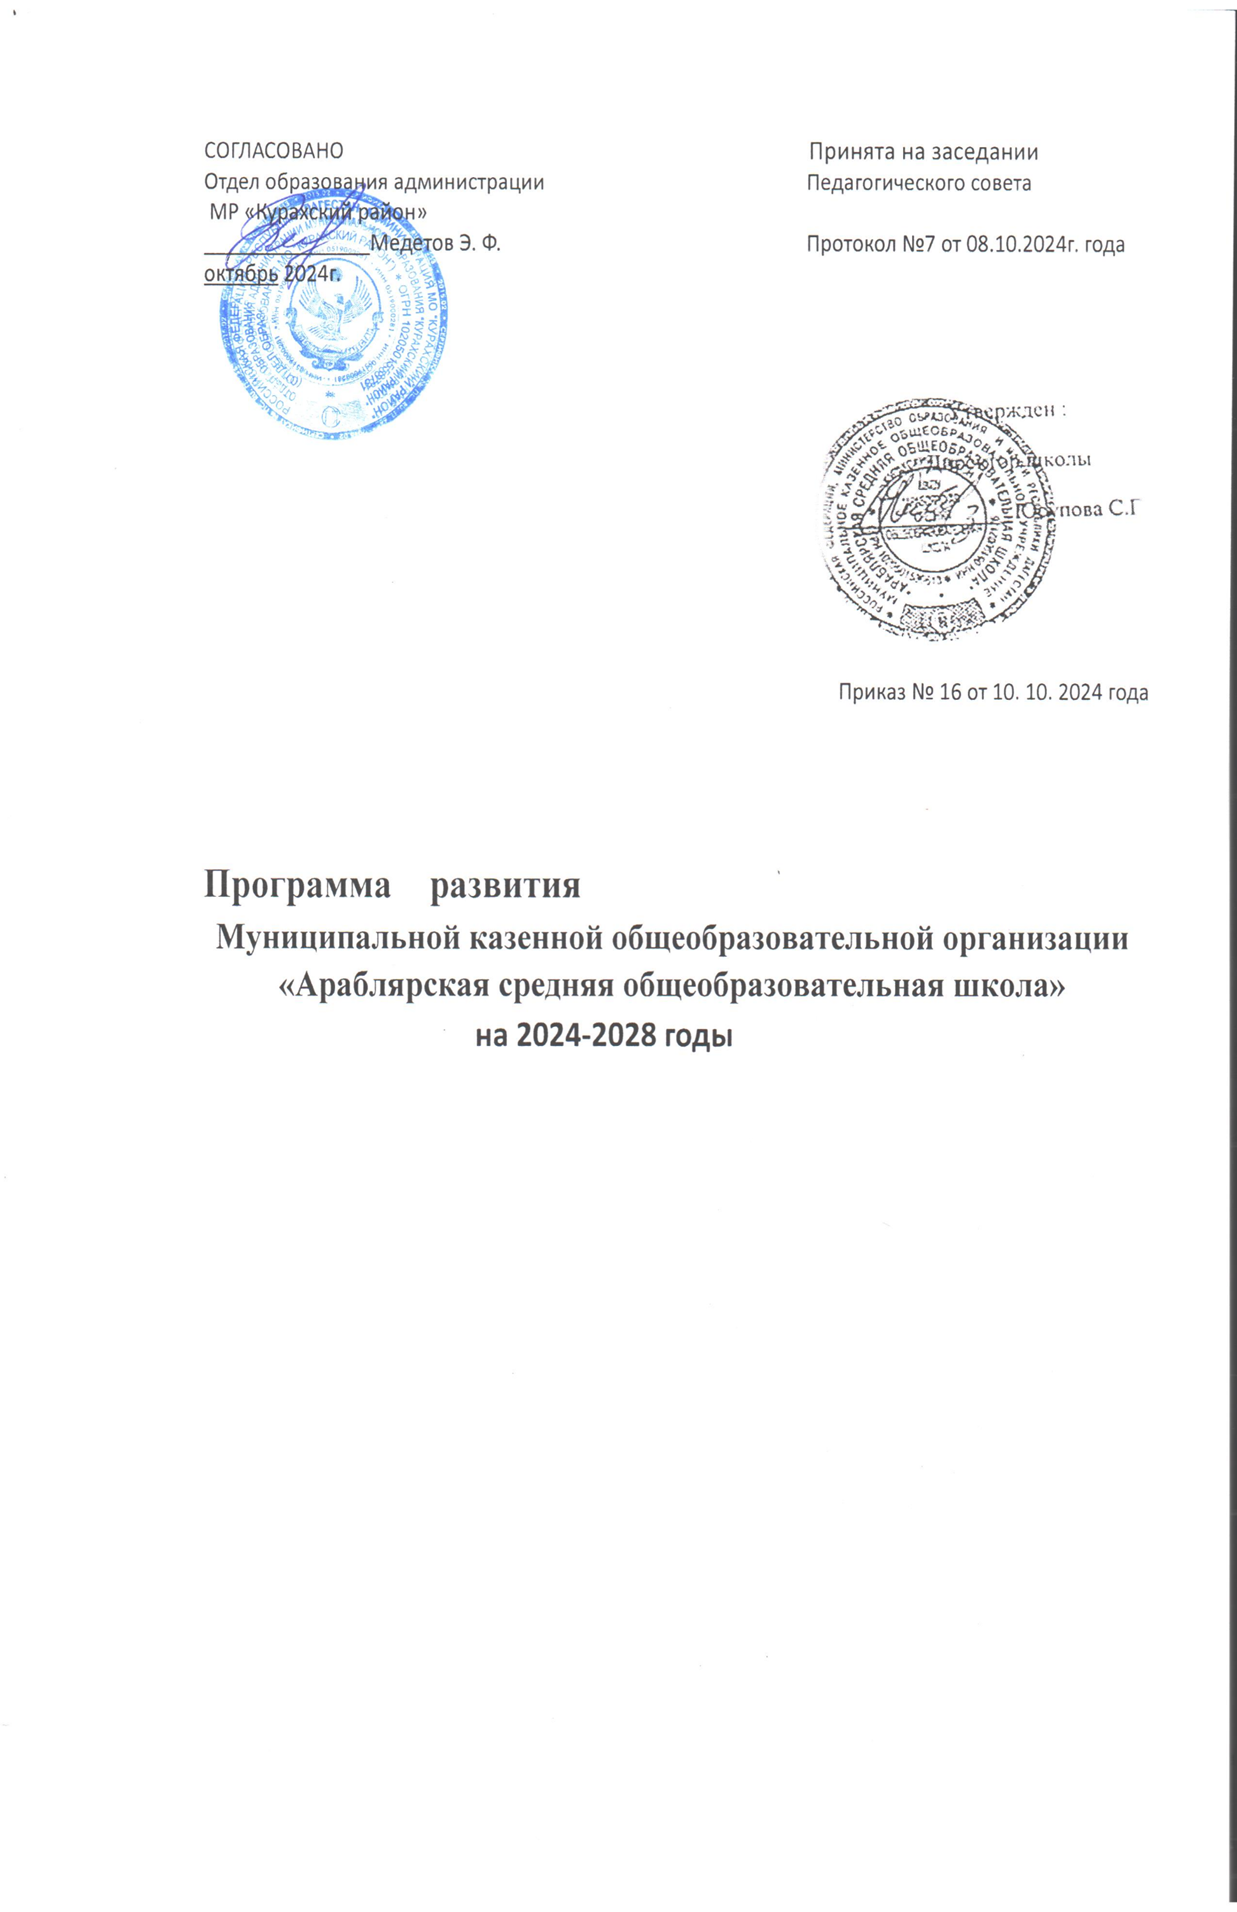 СОГЛАСОВАНО
Отдел образования администрации
МР «Курахский район»
Медетов Э. Ф.
октябрь 2024г.
Принята на заседании
Педагогического совета
Протокол №7 от 08.10.2024г. года
Утвержден :
школы
Юсупова С.Г
Приказ № 16 от 10. 10. 2024 года
Программа развития
Муниципальной казенной общеобразовательной организации
«Араблярская средняя общеобразовательная школа»
на 2024-2028 годы